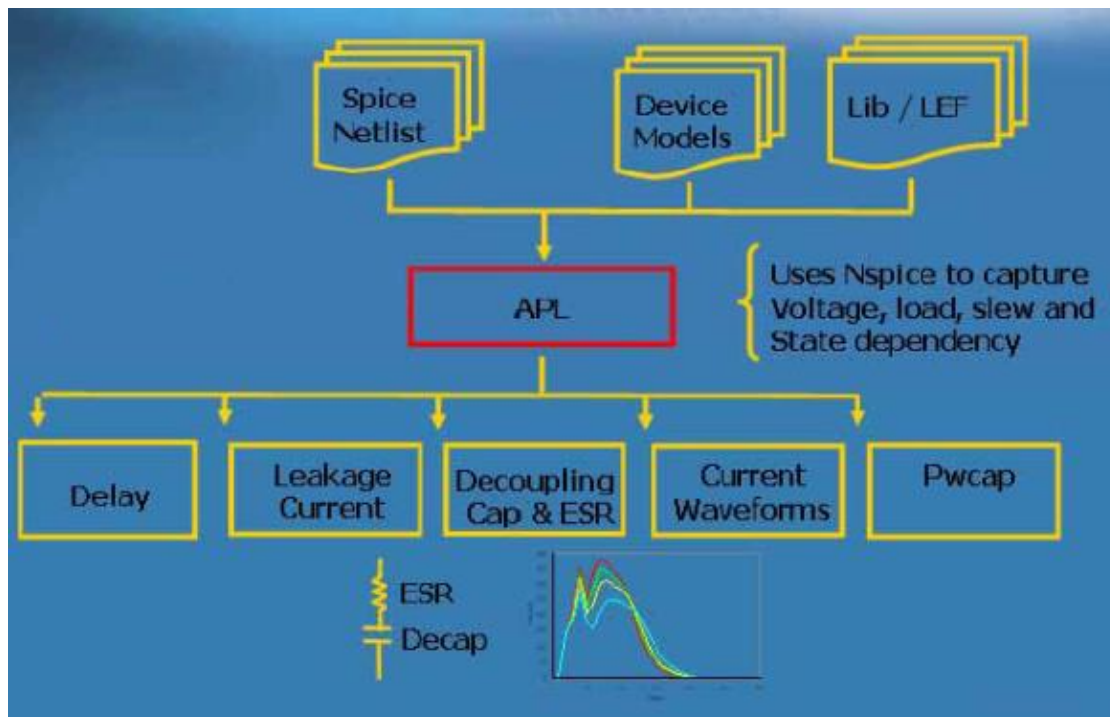 Spice
Netlist
Device
Models
Lib / LEF
APL
Uses Nspice to capture
Voltage, load, slew and
State dependency
Delay
Leakage
Current
Decoupling
Cap & ESR
Current
Waveforms
Pwcap
ESR
Decap